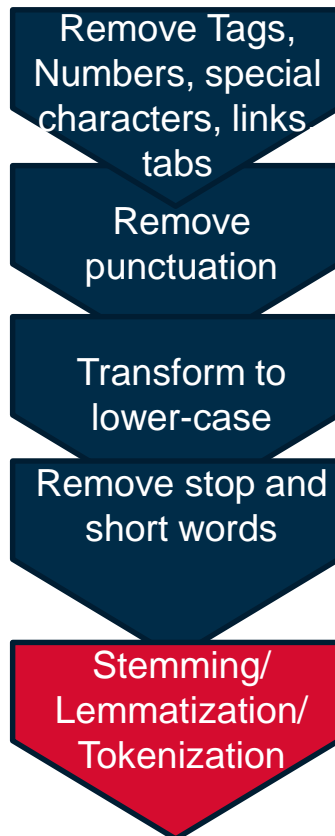 Remove Tags,
Numbers, special
characters, links,
tabs
Remove
punctuation
Transform to
lower-case
Remove stop and
short words
Stemming/
Lemmatization/
Tokenization